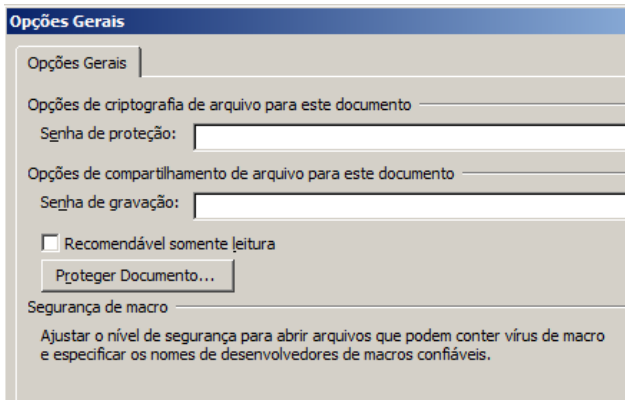 Opções Gerais
Opções Gerais
Opções de criptografia de arquivo para este documento
Senha de proteção:
Opções de compartilhamento de arquivo para este documento
Senha de gravação:
Recomendável somente leitura
Proteger Documento...
Segurança de macro
Ajustar o nível de segurança para abrir arquivos que podem conter vírus de macro
e especificar os nomes de desenvolvedores de macros confiáveis.